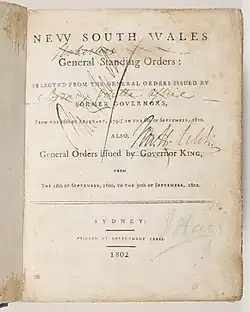 NEW SOUTH WALES
General Standing Orders:
SELECTED FROM THE GENERAL ORDERS ISSUED BY
FORMER GOVERNORS,
FROM THE 16th OF FEBRUARY, 1791, TO THE 6th OF SEPTEMBER, 1800.
ALSO,
General Orders issued by Governor KING,
FROM
THE 28th OF SEPTEMBER, 1800, TO THE 30th OF SEPTEMBER, 1802.
SYDNEY:
PRINTED AT GOVERNMENT PRESS.
1802